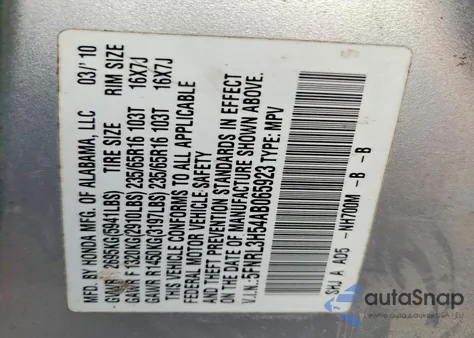 MFD. BY HONDA MFG. OF ALABAMA, LLC 03/'10
GVWR 2695KG(5941LBS) TIRE SIZE RIM SIZE
GAWR F 1320KG(2910LBS) 235/65R16 103T 16X7J
GAWR R 1450KG(3197LBS) 235/65R16 103T 16X7J
THIS VEHICLE CONFORMS TO ALL APPLICABLE
FEDERAL MOTOR VEHICLE SAFETY
AND THEFT PREVENTION STANDARDS IN EFFECT
ON THE DATE OF MANUFACTURE SHOWN ABOVE.
V.I.N.:5FNRL3H54AB065923 TYPE: MPV
SHJ A AD5 -NH700M -B -B
autoSnap